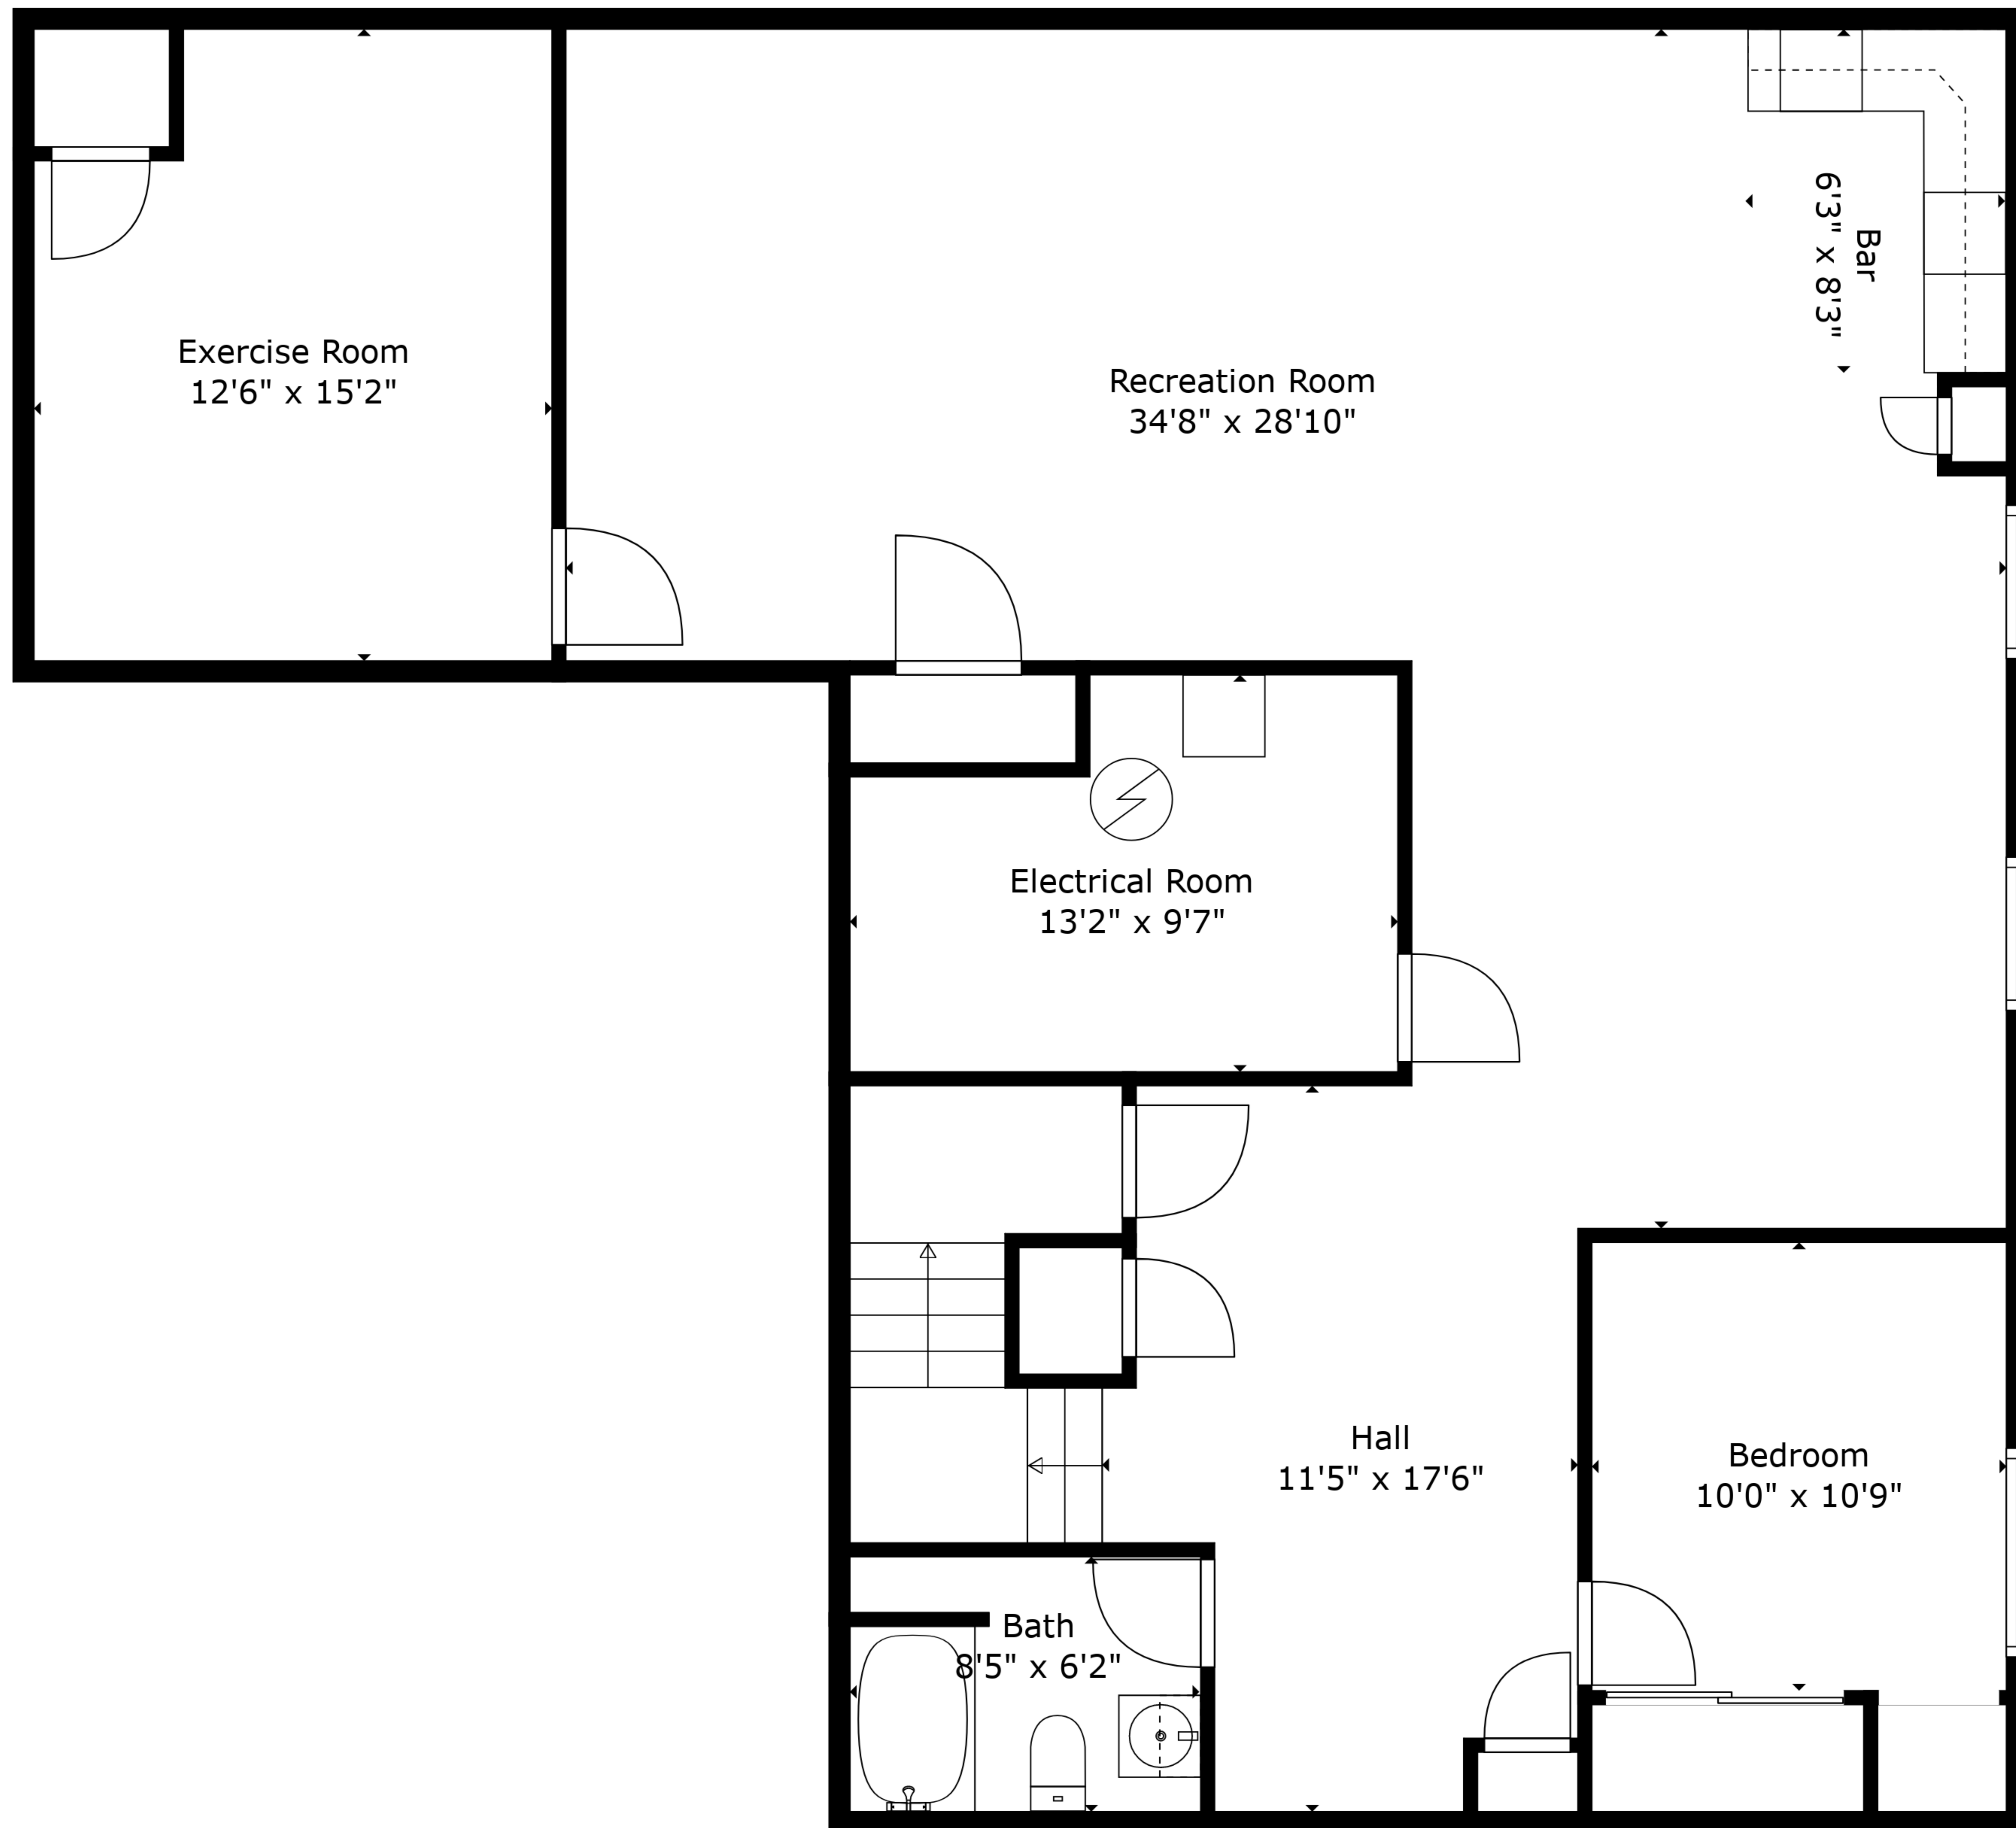 Exercise Room
12'6" x 15'2"
Recreation Room
34'8" x 28'10"
Bar
6'3" x 8'3"
Electrical Room
13'2" x 9'7"
Hall
11'5" x 17'6"
Bedroom
10'0" x 10'9"
Bath
8'5" x 6'2"